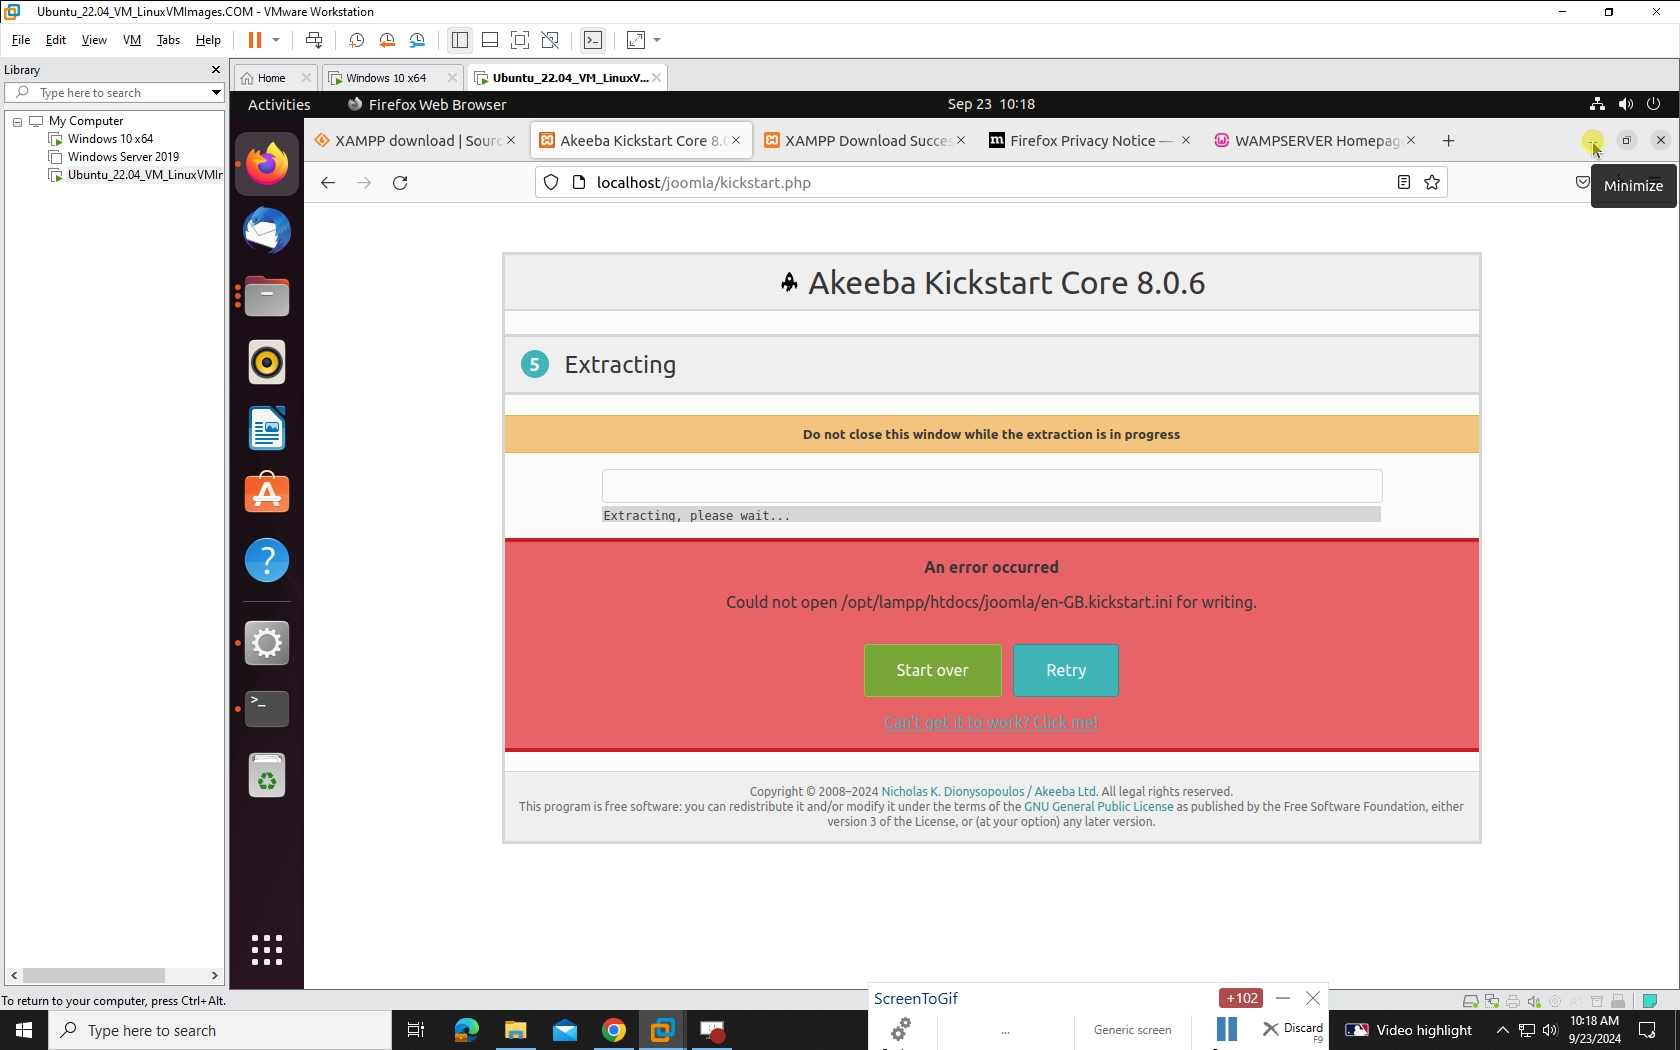 Ubuntu_22.04_VM_LinuxVMImages.COM - VMware Workstation
File Edit View VM Tabs Help
Library
Type here to search
My Computer
Windows 10 x64
Windows Server 2019
Ubuntu_22.04_VM_LinuxVMIr
Home
Windows 10 x64
Ubuntu_22.04_VM_LinuxV...
Activities
Firefox Web Browser
Sep 23 10:18
XAMPP download | Sourc
Akeeba Kickstart Core 8.0
XAMPP Download Succes
Firefox Privacy Notice —
WAMPSERVER Homepag
localhost/joomla/kickstart.php
Minimize
Akeeba Kickstart Core 8.0.6
5 Extracting
Do not close this window while the extraction is in progress
Extracting, please wait...
An error occurred
Could not open /opt/lampp/htdocs/joomla/en-GB.kickstart.ini for writing.
Start over
Retry
Can't get it to work? Click me!
Copyright © 2008–2024 Nicholas K. Dionysopoulos / Akeeba Ltd. All legal rights reserved.
This program is free software: you can redistribute it and/or modify it under the terms of the GNU General Public License as published by the Free Software Foundation, either
version 3 of the License, or (at your option) any later version.
To return to your computer, press Ctrl+Alt.
ScreenToGif
+102
...
Generic screen
Discard
F9
Type here to search
Video highlight
10:18 AM
9/23/2024